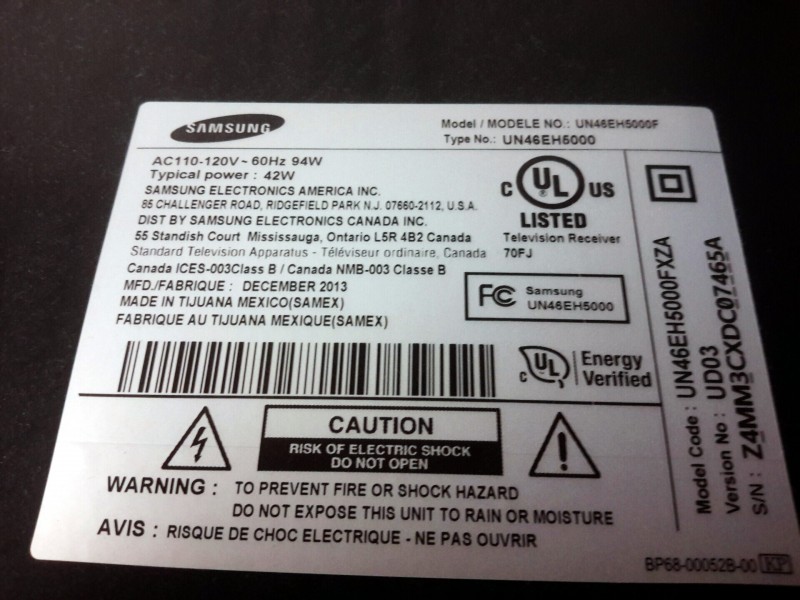 SAMSUNG
Model / MODELE NO.: UN46EH5000F
Type No.: UN46EH5000
AC110-120V~ 60Hz 94W
Typical power : 42W
SAMSUNG ELECTRONICS AMERICA INC.
85 CHALLENGER ROAD, RIDGEFIELD PARK N.J. 07660-2112, U.S.A.
DIST BY SAMSUNG ELECTRONICS CANADA INC.
55 Standish Court Mississauga, Ontario L5R 4B2 Canada
Standard Television Apparatus - Téléviseur ordinaire, Canada
Canada ICES-003Class B / Canada NMB-003 Classe B
MFD/FABRIQUE : DECEMBER 2013
MADE IN TIJUANA MEXICO(SAMEX)
FABRIQUE AU TIJUANA MEXIQUE(SAMEX)
C UL US
LISTED
Television Receiver
70FJ
FC Samsung
UN46EH5000
C UL Energy
Verified
CAUTION
RISK OF ELECTRIC SHOCK
DO NOT OPEN
WARNING : TO PREVENT FIRE OR SHOCK HAZARD
DO NOT EXPOSE THIS UNIT TO RAIN OR MOISTURE
AVIS : RISQUE DE CHOC ELECTRIQUE - NE PAS OUVRIR
Model Code : UN46EH5000FXZA
Version No : UD03
S/N : Z4MM3CXDC07465A
BP68-00052B-00 KP